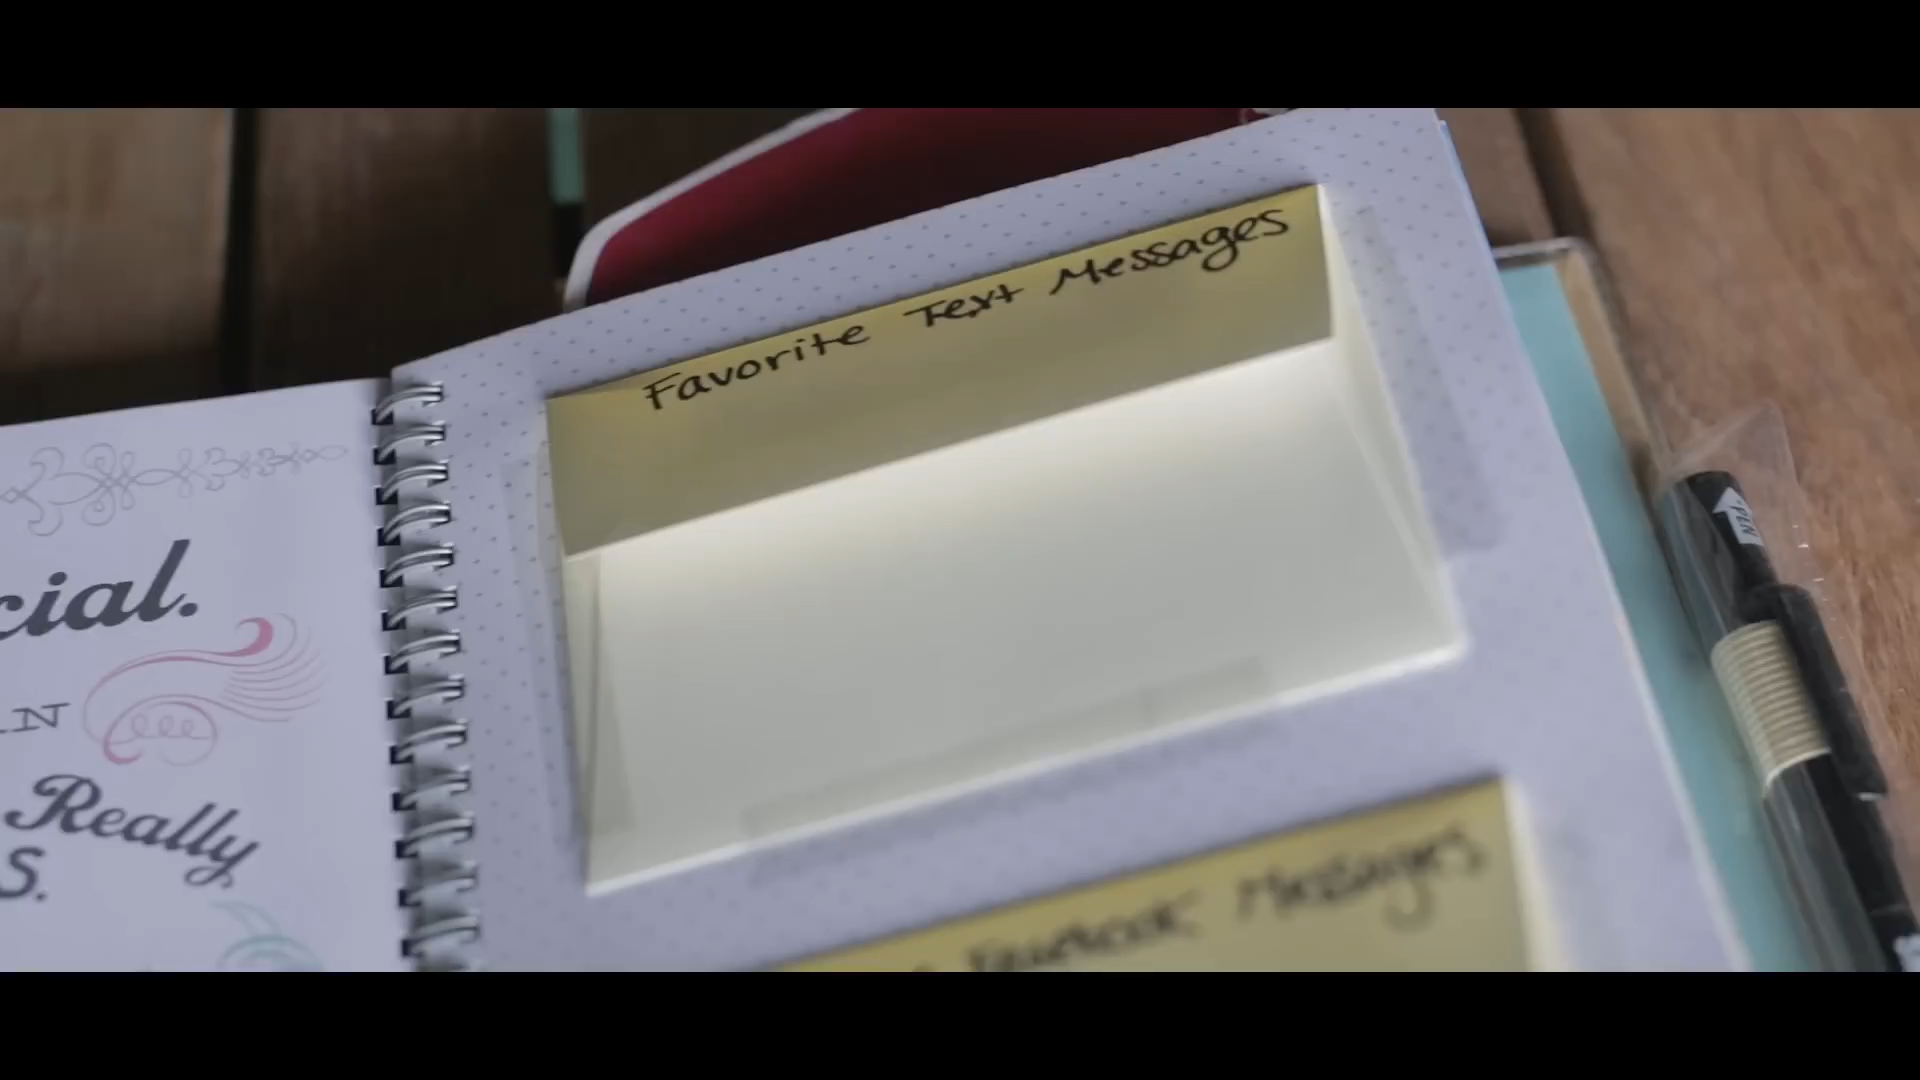 cial.
Really
S.
Favorite Text Messages
Facebook Messages
PEN